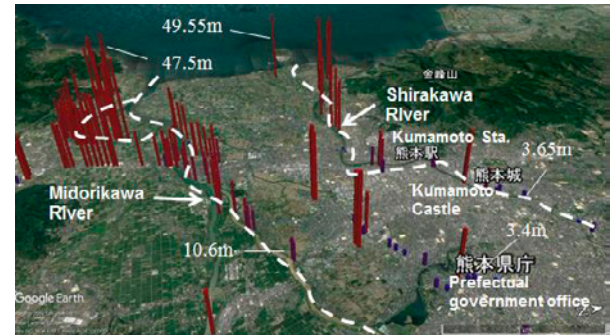 49.55m
47.5m
金峰山
Shirakawa
RIver
Kumamoto Sta.
熊本駅
3.65m
熊本城
Kumamoto
Castle
Midorikawa
RIver
10.6m
3.4m
熊本県庁
Prefectual
government office
Google Earth